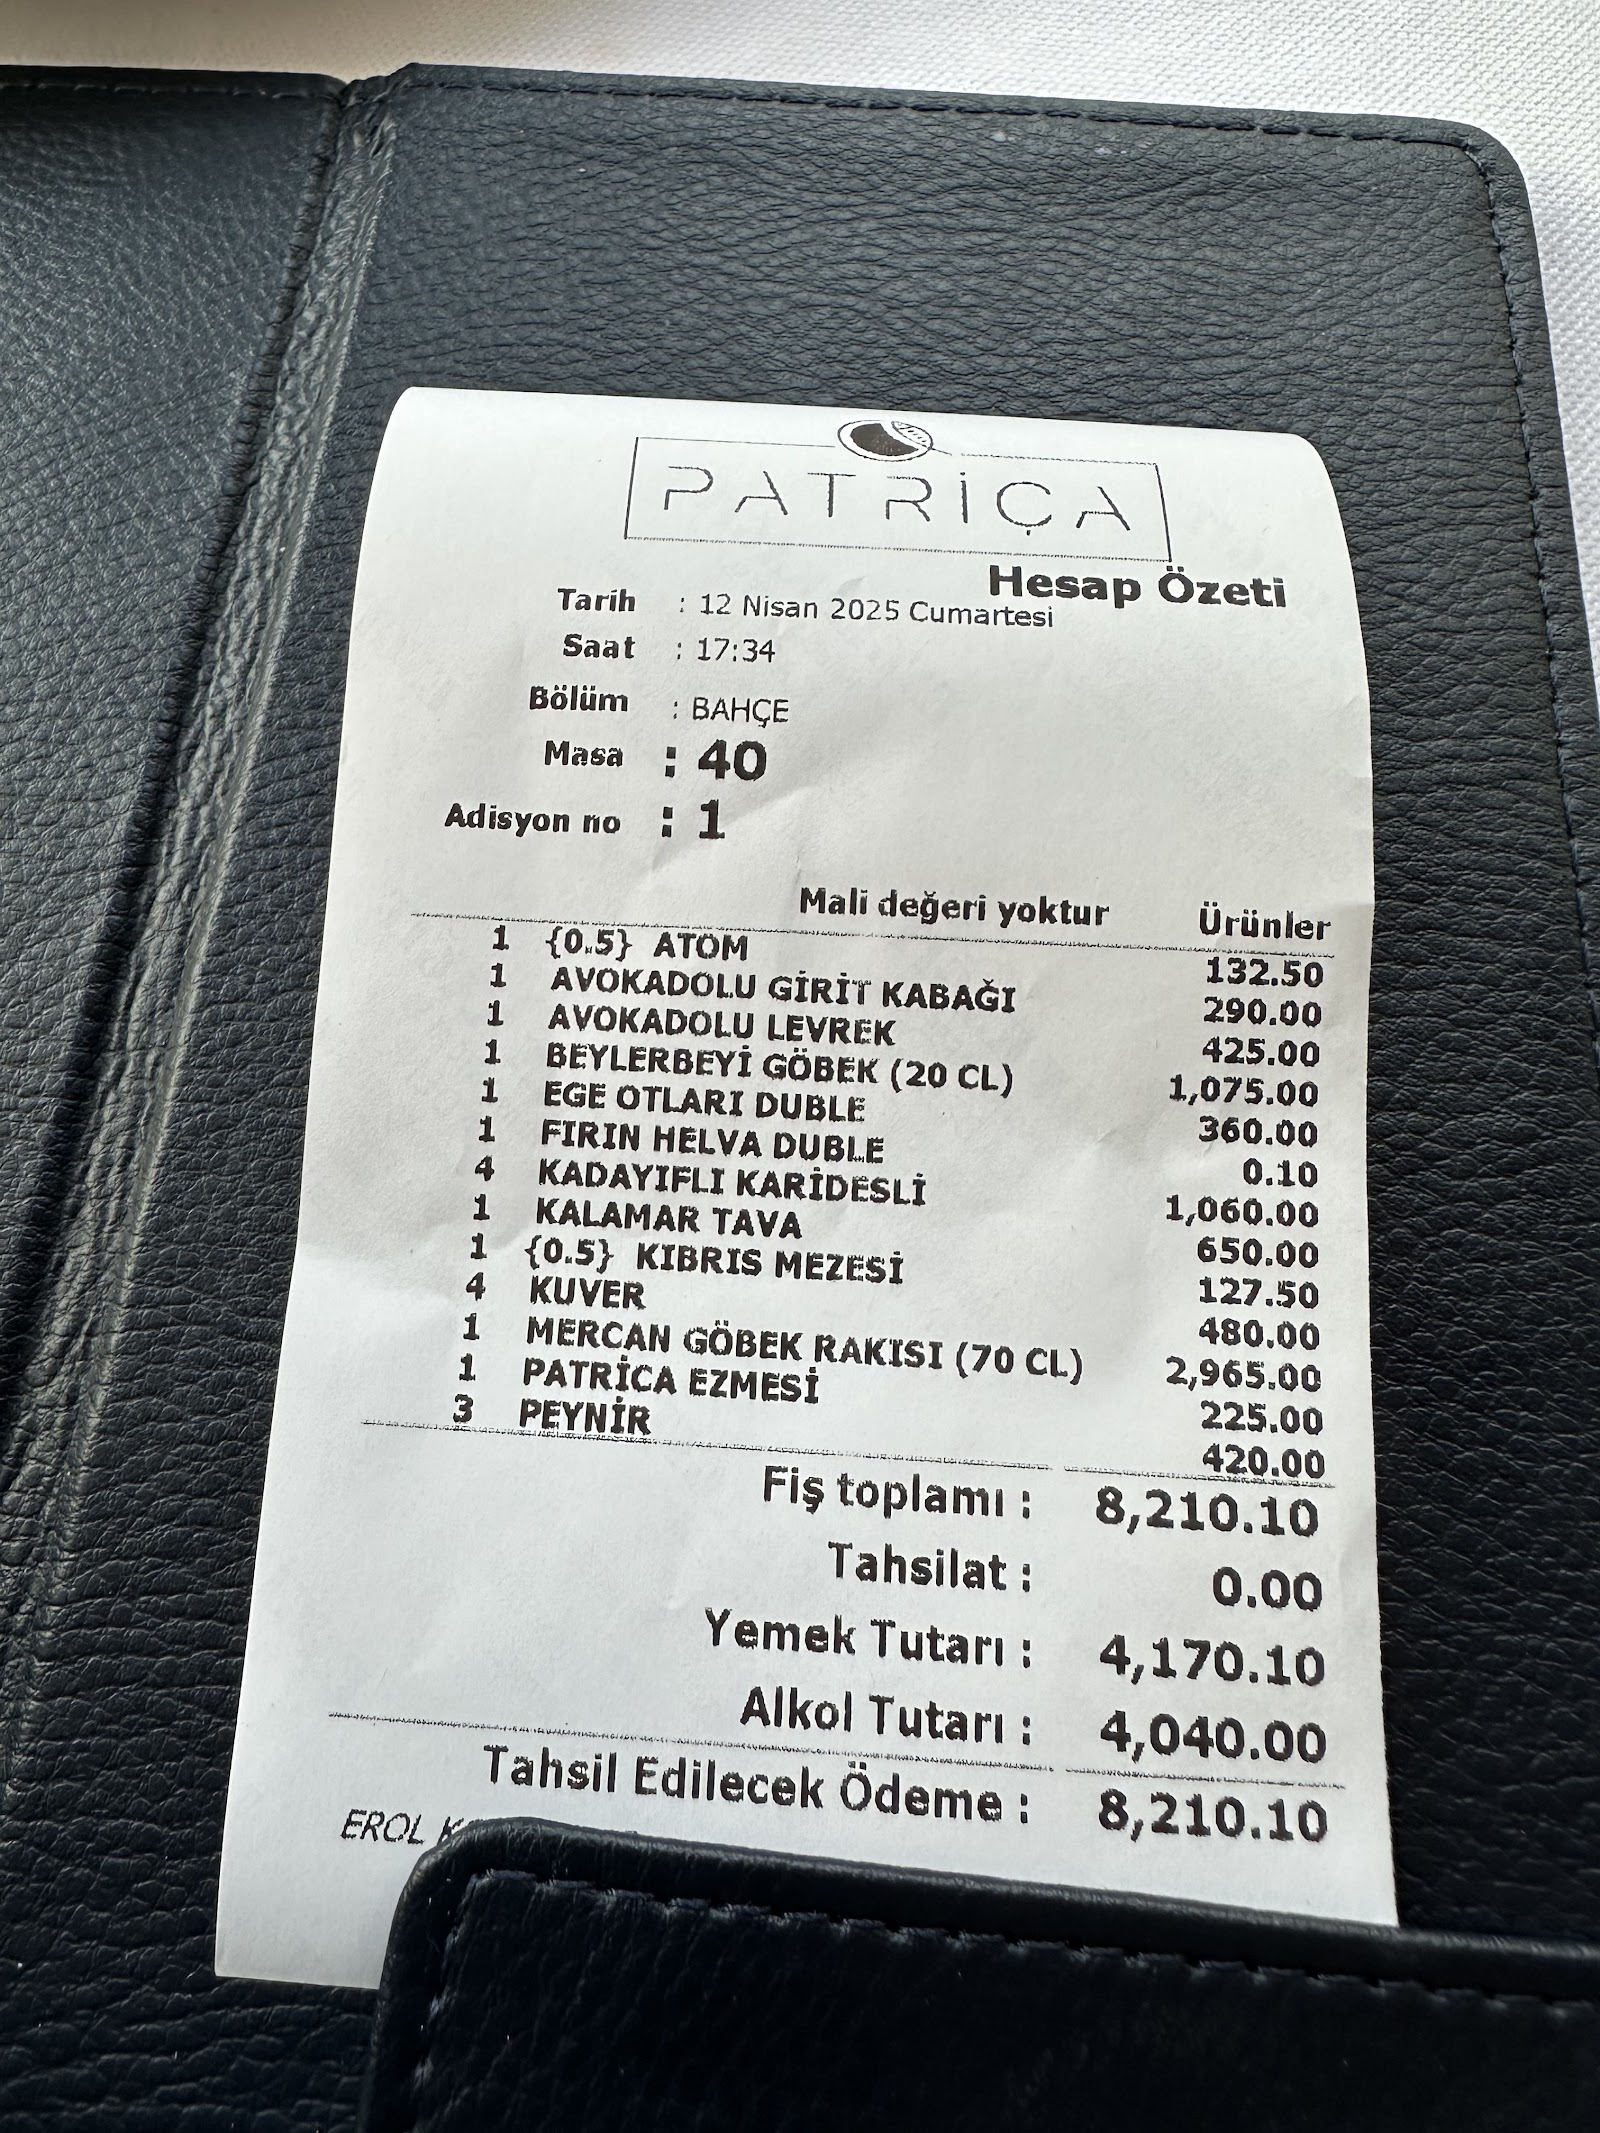 PATRİÇA
Hesap Özeti
Tarih : 12 Nisan 2025 Cumartesi
Saat : 17:34
Bölüm : BAHÇE
Masa : 40
Adisyon no : 1
Mali değeri yoktur Ürünler
1 {0.5} ATOM 132.50
1 AVOKADOLU GİRİT KABAĞI 290.00
1 AVOKADOLU LEVREK 425.00
1 BEYLERBEYİ GÖBEK (20 CL) 1,075.00
1 EGE OTLARI DUBLE 360.00
1 FIRIN HELVA DUBLE 0.10
4 KADAYIFLI KARİDESLİ 1,060.00
1 KALAMAR TAVA 650.00
1 {0.5} KIBRIS MEZESİ 127.50
4 KUVER 480.00
1 MERCAN GÖBEK RAKISI (70 CL) 2,965.00
1 PATRİCA EZMESİ 225.00
3 PEYNİR 420.00
Fiş toplamı : 8,210.10
Tahsilat : 0.00
Yemek Tutarı : 4,170.10
Alkol Tutarı : 4,040.00
Tahsil Edilecek Ödeme : 8,210.10
EROL